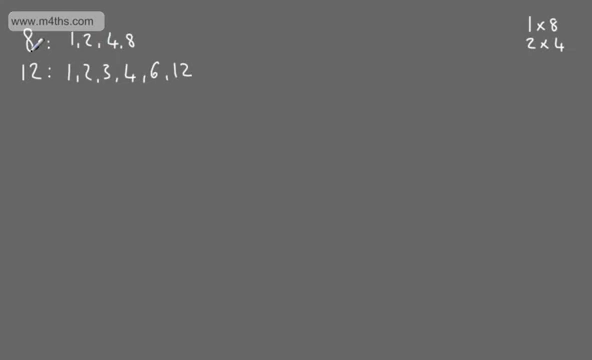 www.m4ths.com
8: 1, 2, 4, 8
12: 1, 2, 3, 4, 6, 12
1 x 8
2 x 4